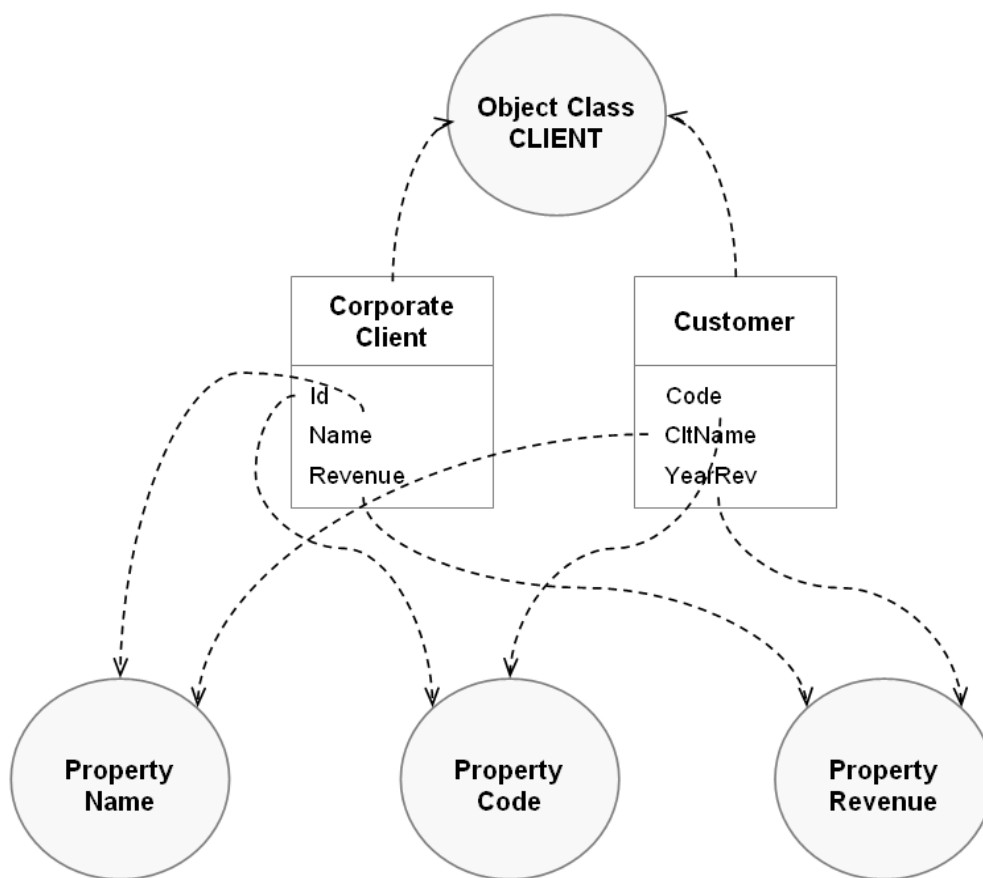 Object Class
CLIENT
Corporate
Client
Customer
Id
Name
Revenue
Code
CltName
YearRev
Property
Name
Property
Code
Property
Revenue